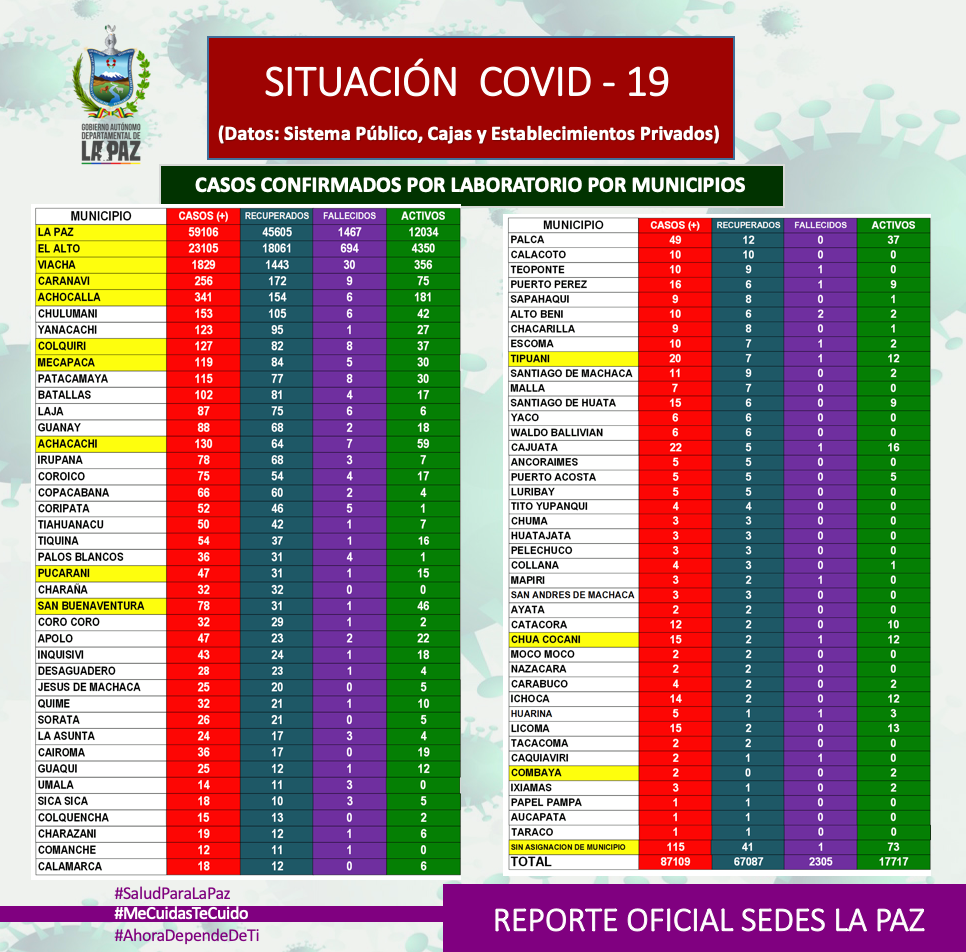 GOBIERNO AUTÓNOMO
DEPARTAMENTAL DE
LA PAZ
SITUACIÓN COVID - 19
(Datos: Sistema Público, Cajas y Establecimientos Privados)
CASOS CONFIRMADOS POR LABORATORIO POR MUNICIPIOS
MUNICIPIO CASOS (+) RECUPERADOS FALLECIDOS ACTIVOS
LA PAZ 59106 45605 1467 12034
EL ALTO 23105 18061 694 4350
VIACHA 1829 1443 30 356
CARANAVI 256 172 9 75
ACHOCALLA 341 154 6 181
CHULUMANI 153 105 6 42
YANACACHI 123 95 1 27
COLQUIRI 127 82 8 37
MECAPACA 119 84 5 30
PATACAMAYA 115 77 8 30
BATALLAS 102 81 4 17
LAJA 87 75 6 6
GUANAY 88 68 2 18
ACHACACHI 130 64 7 59
IRUPANA 78 68 3 7
COROICO 75 54 4 17
COPACABANA 66 60 2 4
CORIPATA 52 46 5 1
TIAHUANACU 50 42 1 7
TIQUINA 54 37 1 16
PALOS BLANCOS 36 31 4 1
PUCARANI 47 31 1 15
CHARAÑA 32 32 0 0
SAN BUENAVENTURA 78 31 1 46
CORO CORO 32 29 1 2
APOLO 47 23 2 22
INQUISIVI 43 24 1 18
DESAGUADERO 28 23 1 4
JESUS DE MACHACA 25 20 0 5
QUIME 32 21 1 10
SORATA 26 21 0 5
LA ASUNTA 24 17 3 4
CAIROMA 36 17 0 19
GUAQUI 25 12 1 12
UMALA 14 11 3 0
SICA SICA 18 10 3 5
COLQUENCHA 15 13 0 2
CHARAZANI 19 12 1 6
COMANCHE 12 11 1 0
CALAMARCA 18 12 0 6
MUNICIPIO CASOS (+) RECUPERADOS FALLECIDOS ACTIVOS
PALCA 49 12 0 37
CALACOTO 10 10 0 0
TEOPONTE 10 9 1 0
PUERTO PEREZ 16 6 1 9
SAPAHAQUI 9 8 0 1
ALTO BENI 10 6 2 2
CHACARILLA 9 8 0 1
ESCOMA 10 7 1 2
TIPUANI 20 7 1 12
SANTIAGO DE MACHACA 11 9 0 2
MALLA 7 7 0 0
SANTIAGO DE HUATA 15 6 0 9
YACO 6 6 0 0
WALDO BALLIVIAN 6 6 0 0
CAJUATA 22 5 1 16
ANCORAIMES 5 5 0 0
PUERTO ACOSTA 5 5 0 5
LURIBAY 5 5 0 0
TITO YUPANQUI 4 4 0 0
CHUMA 3 3 0 0
HUATAJATA 3 3 0 0
PELECHUCO 3 3 0 0
COLLANA 4 3 0 1
MAPIRI 3 2 1 0
SAN ANDRES DE MACHACA 3 3 0 0
AYATA 2 2 0 0
CATACORA 12 2 0 10
CHUA COCANI 15 2 1 12
MOCO MOCO 2 2 0 0
NAZACARA 2 2 0 0
CARABUCO 4 2 0 2
ICHOCA 14 2 0 12
HUARINA 5 1 1 3
LICOMA 15 2 0 13
TACACOMA 2 2 0 0
CAQUIAVIRI 2 1 1 0
COMBAYA 2 0 0 2
IXIAMAS 3 1 0 2
PAPEL PAMPA 1 1 0 0
AUCAPATA 1 1 0 0
TARACO 1 1 0 0
SIN ASIGNACION DE MUNICIPIO 115 41 1 73
TOTAL 87109 67087 2305 17717
#SaludParaLaPaz
#MeCuidasTeCuido
#AhoraDependeDeTi
REPORTE OFICIAL SEDES LA PAZ